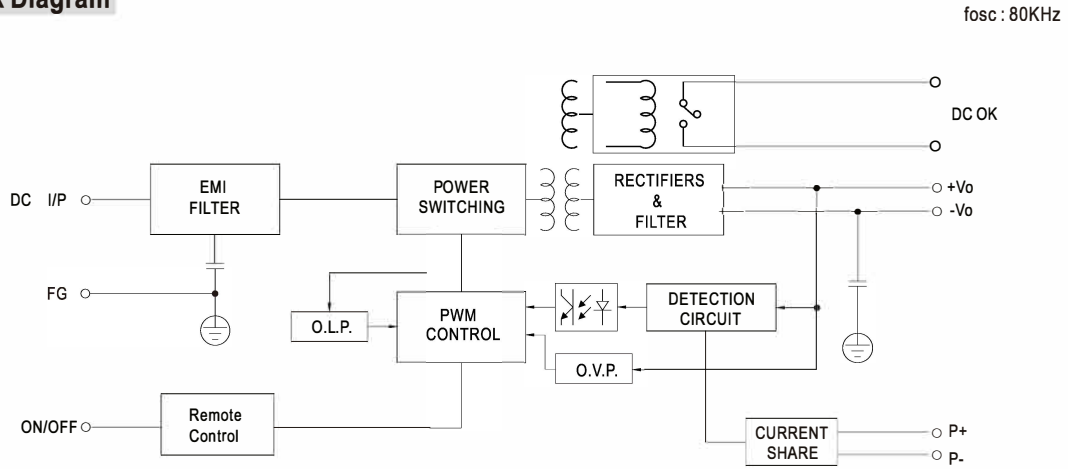 Diagram
fosc : 80KHz
DC OK
DC I/P
EMI
FILTER
POWER
SWITCHING
RECTIFIERS
&
FILTER
+Vo
-Vo
FG
O.L.P.
PWM
CONTROL
DETECTION
CIRCUIT
O.V.P.
ON/OFF
Remote
Control
CURRENT
SHARE
P+
P-